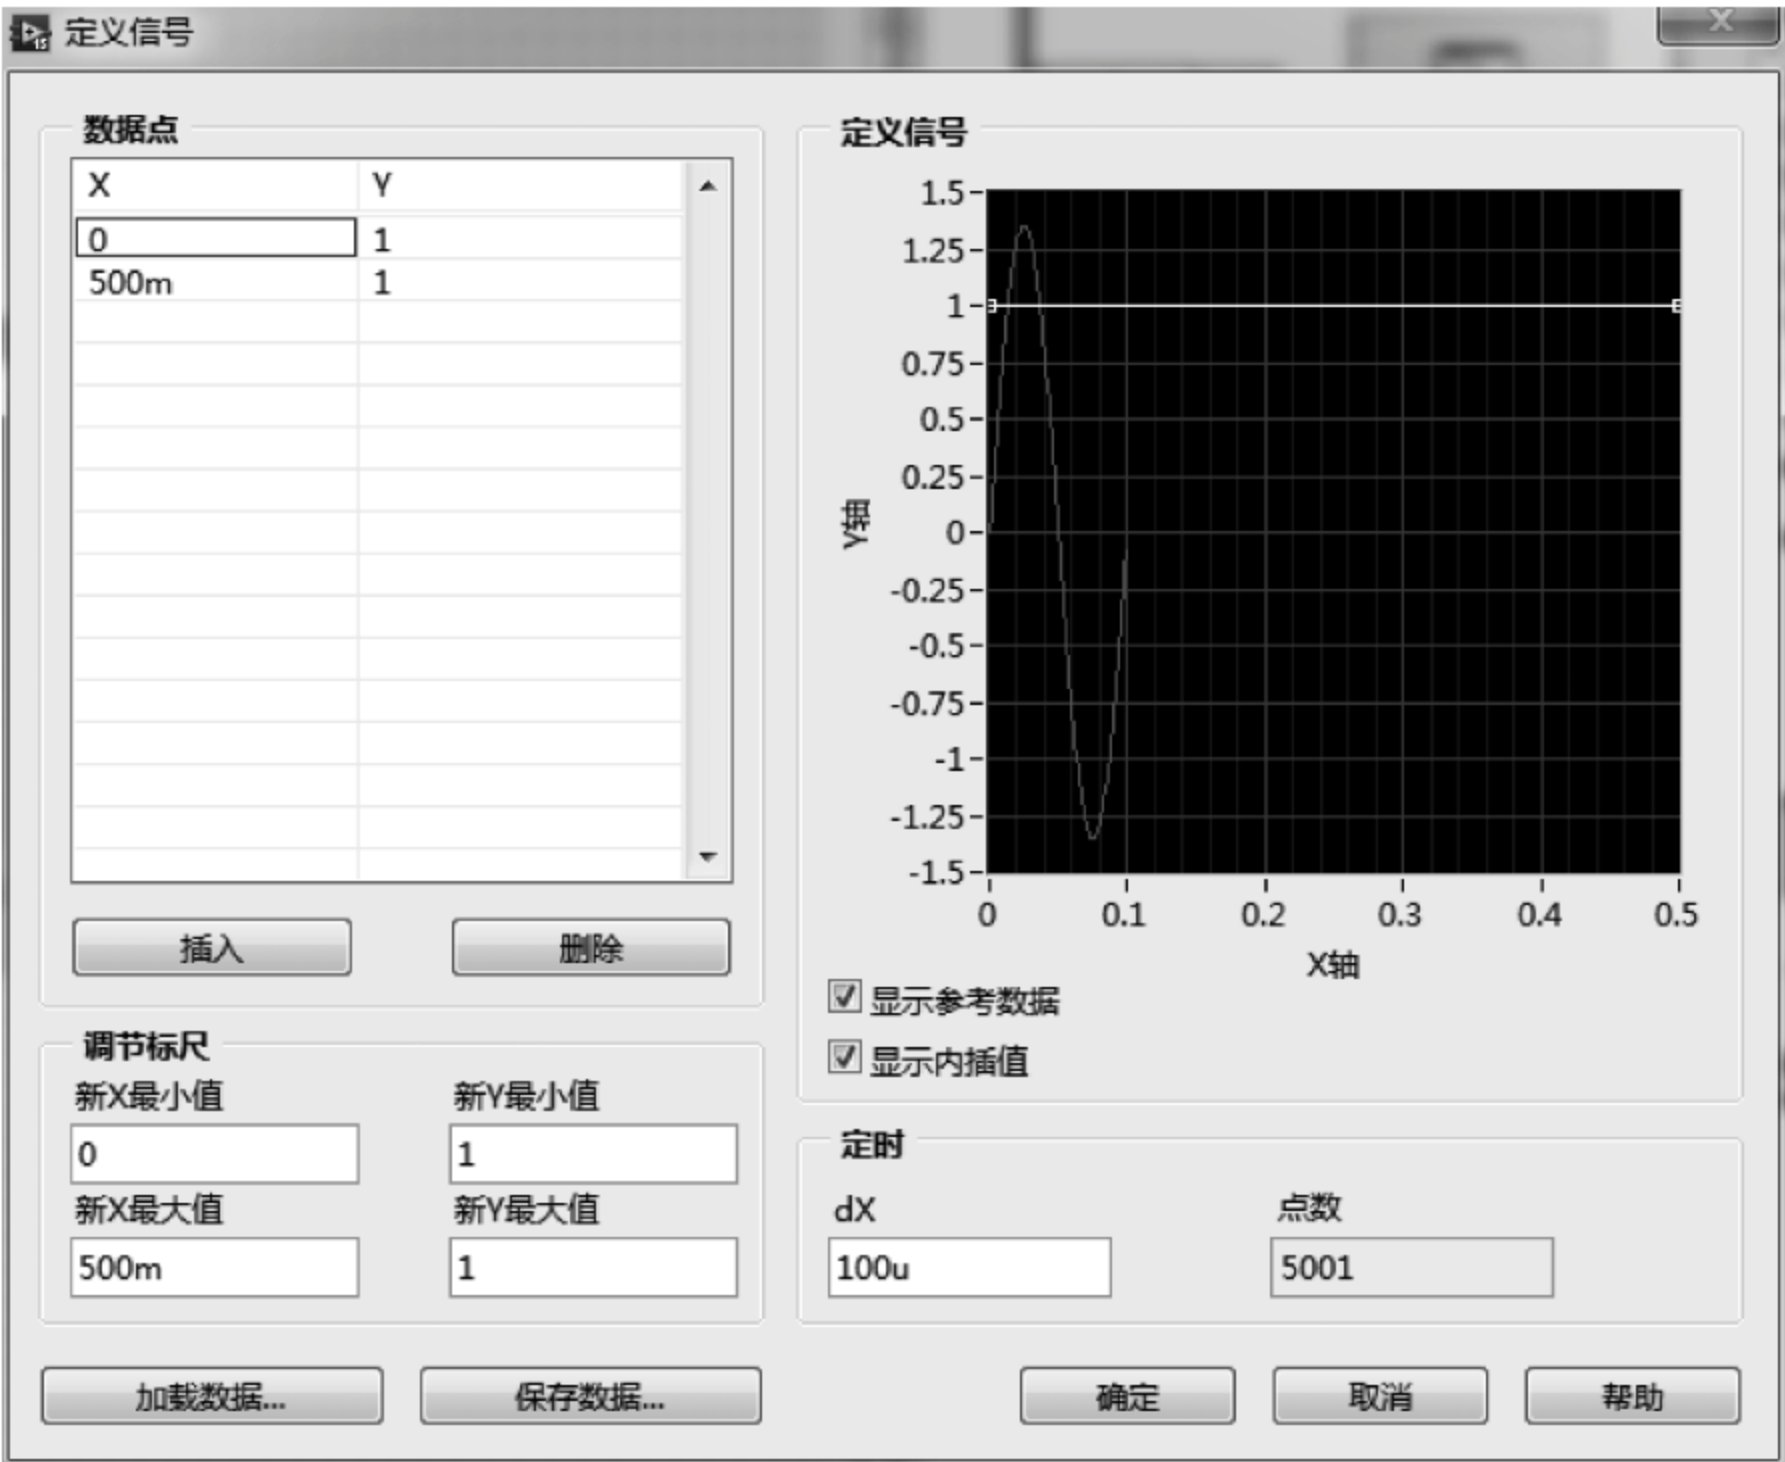 定义信号
数据点
X Y
0 1
500m 1
插入 删除
调节标尺
新X最小值 新Y最小值
0 1
新X最大值 新Y最大值
500m 1
加载数据... 保存数据...
定义信号
1.5
1.25
1
0.75
0.5
0.25
0
-0.25
-0.5
-0.75
-1
-1.25
-1.5
Y轴
0 0.1 0.2 0.3 0.4 0.5
X轴
显示参考数据
显示内插值
定时
dX 点数
100u 5001
确定 取消 帮助